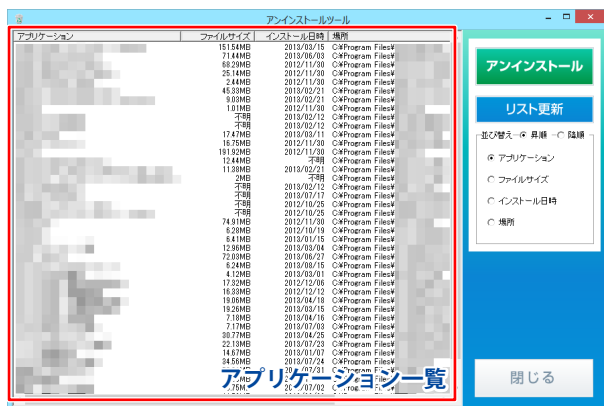 アンインストールツール
アプリケーション ファイルサイズ インストール日時 場所
151.54MB 2013/03/15 C:¥Program Files¥
71.44MB 2013/06/03 C:¥Program Files¥
68.29MB 2012/11/30 C:¥Program Files¥
25.14MB 2012/11/30 C:¥Program Files¥
2.44MB 2012/11/30 C:¥Program Files¥
45.33MB 2013/02/21 C:¥Program Files¥
9.03MB 2013/02/21 C:¥Program Files¥
1.01MB 2012/11/30 C:¥Program Files¥
不明 2013/02/12 C:¥Program Files¥
不明 2013/02/12 C:¥Program Files¥
17.47MB 2013/03/11 C:¥Program Files¥
16.75MB 2012/11/30 C:¥Program Files¥
191.92MB 2012/11/30 C:¥Program Files¥
12.44MB 不明 C:¥Program Files¥
11.38MB 2013/02/21 C:¥Program Files¥
2MB 不明 C:¥Program Files¥
不明 2013/02/12 C:¥Program Files¥
不明 2013/07/17 C:¥Program Files¥
不明 2012/10/25 C:¥Program Files¥
不明 2012/10/25 C:¥Program Files¥
74.91MB 2012/11/30 C:¥Program Files¥
6.28MB 2012/10/19 C:¥Program Files¥
6.41MB 2013/01/15 C:¥Program Files¥
12.96MB 2013/03/04 C:¥Program Files¥
72.03MB 2013/06/27 C:¥Program Files¥
6.24MB 2013/08/15 C:¥Program Files¥
4.12MB 2013/03/01 C:¥Program Files¥
17.32MB 2012/12/06 C:¥Program Files¥
16.33MB 2012/12/12 C:¥Program Files¥
19.06MB 2013/04/18 C:¥Program Files¥
19.26MB 2013/03/15 C:¥Program Files¥
7.18MB 2013/04/16 C:¥Program Files¥
7.17MB 2013/07/03 C:¥Program Files¥
30.77MB 2013/04/25 C:¥Program Files¥
22.13MB 2013/07/23 C:¥Program Files¥
14.67MB 2013/01/07 C:¥Program Files¥
34.56MB 2013/07/24 C:¥Program Files¥
アプリケーション一覧
アンインストール
リスト更新
並び替え 昇順 降順
アプリケーション
ファイルサイズ
インストール日時
場所
閉じる